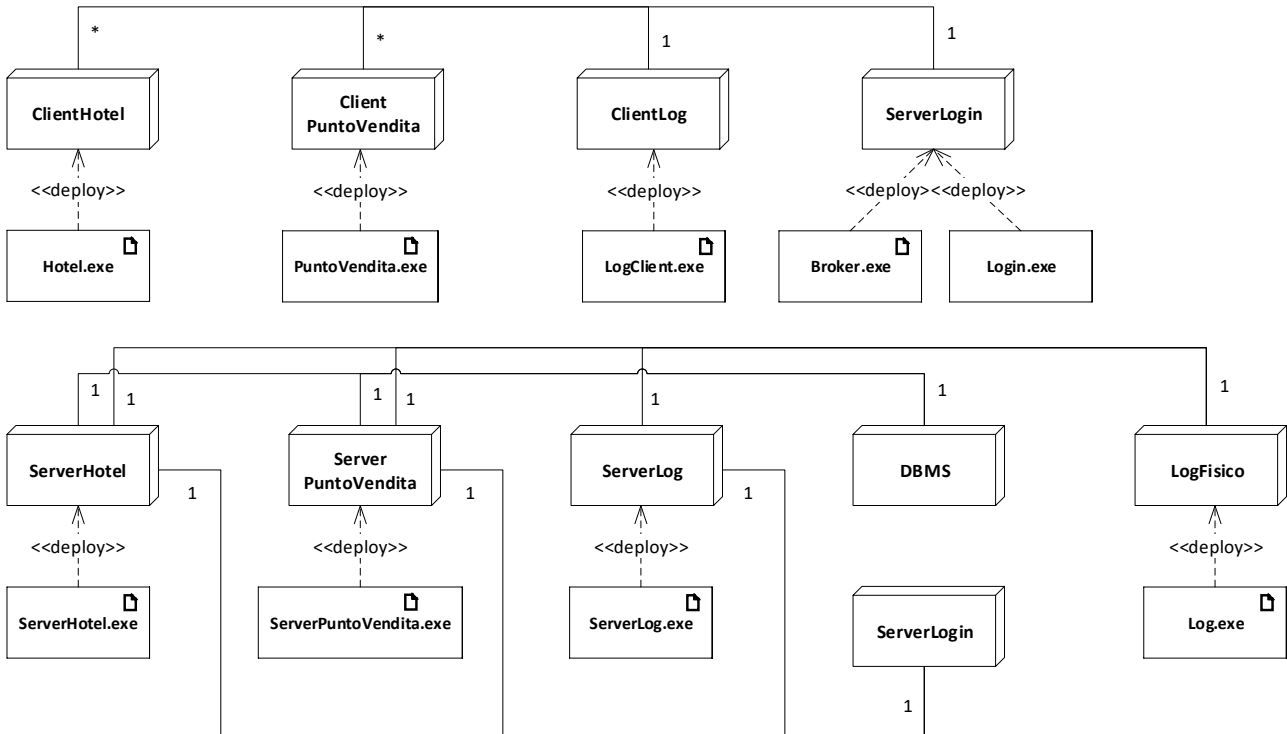 * * 1 1
ClientHotel
Client
PuntoVendita
ClientLog
ServerLogin
<<deploy>> <<deploy>> <<deploy>> <<deploy> <<deploy>>
Hotel.exe PuntoVendita.exe LogClient.exe Broker.exe Login.exe
1 1 1 1 1 1 1
ServerHotel
Server
PuntoVendita
ServerLog
DBMS
LogFisico
1 1 1
<<deploy>> <<deploy>> <<deploy>> <<deploy>>
ServerHotel.exe ServerPuntoVendita.exe ServerLog.exe ServerLogin Log.exe
1